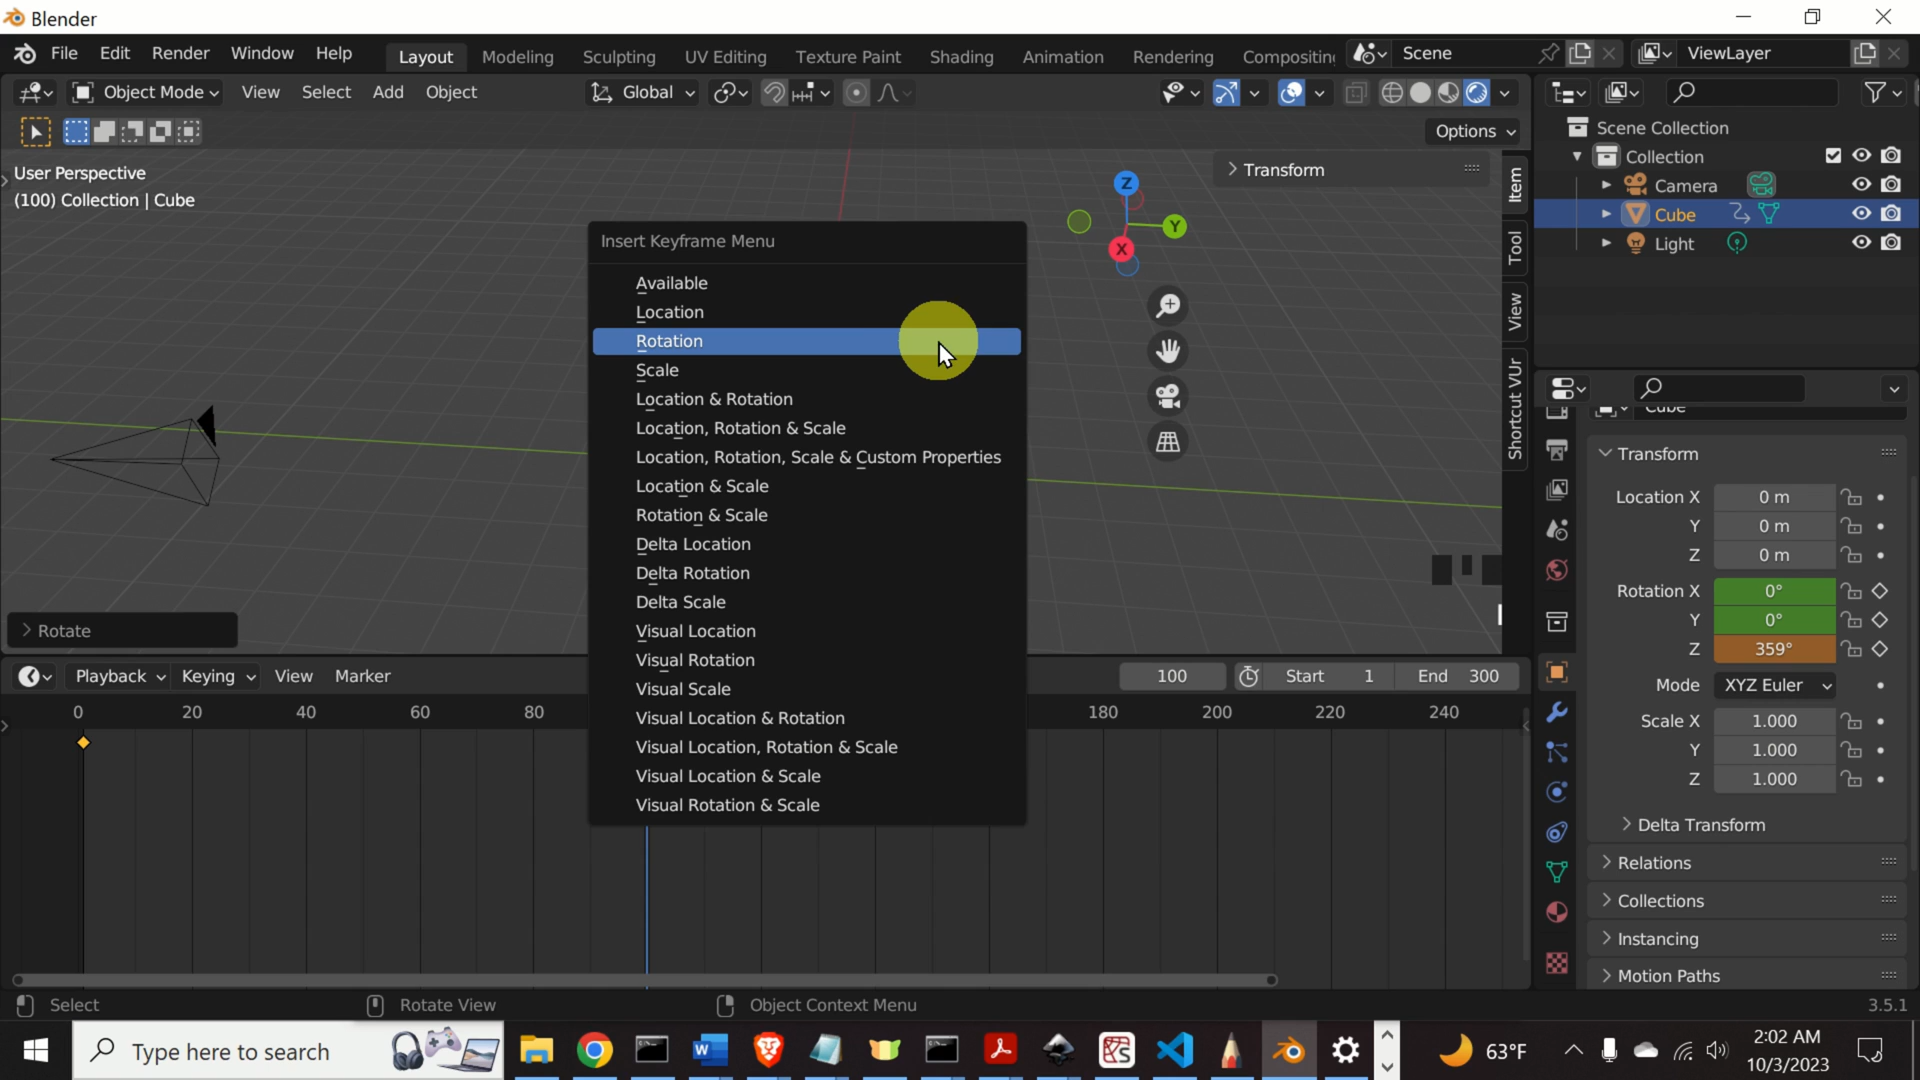 Blender
File Edit Render Window Help Layout Modeling Sculpting UV Editing Texture Paint Shading Animation Rendering Compositing Scene ViewLayer
Object Mode View Select Add Object Global
Options
User Perspective
(100) Collection | Cube
Transform
Item
Tool
View
Shortcut VUr
Z
Y
X
Insert Keyframe Menu
Available
Location
Rotation
Scale
Location & Rotation
Location, Rotation & Scale
Location, Rotation, Scale & Custom Properties
Location & Scale
Rotation & Scale
Delta Location
Delta Rotation
Delta Scale
Visual Location
Visual Rotation
Visual Scale
Visual Location & Rotation
Visual Location, Rotation & Scale
Visual Location & Scale
Visual Rotation & Scale
Rotate
Playback Keying View Marker 100 Start 1 End 300
0 20 40 60 80 180 200 220 240
Scene Collection
Collection
Camera
Cube
Light
Cube
Transform
Location X 0 m
Y 0 m
Z 0 m
Rotation X 0°
Y 0°
Z 359°
Mode XYZ Euler
Scale X 1.000
Y 1.000
Z 1.000
Delta Transform
Relations
Collections
Instancing
Motion Paths
Select Rotate View Object Context Menu 3.5.1
Type here to search
63°F
2:02 AM
10/3/2023